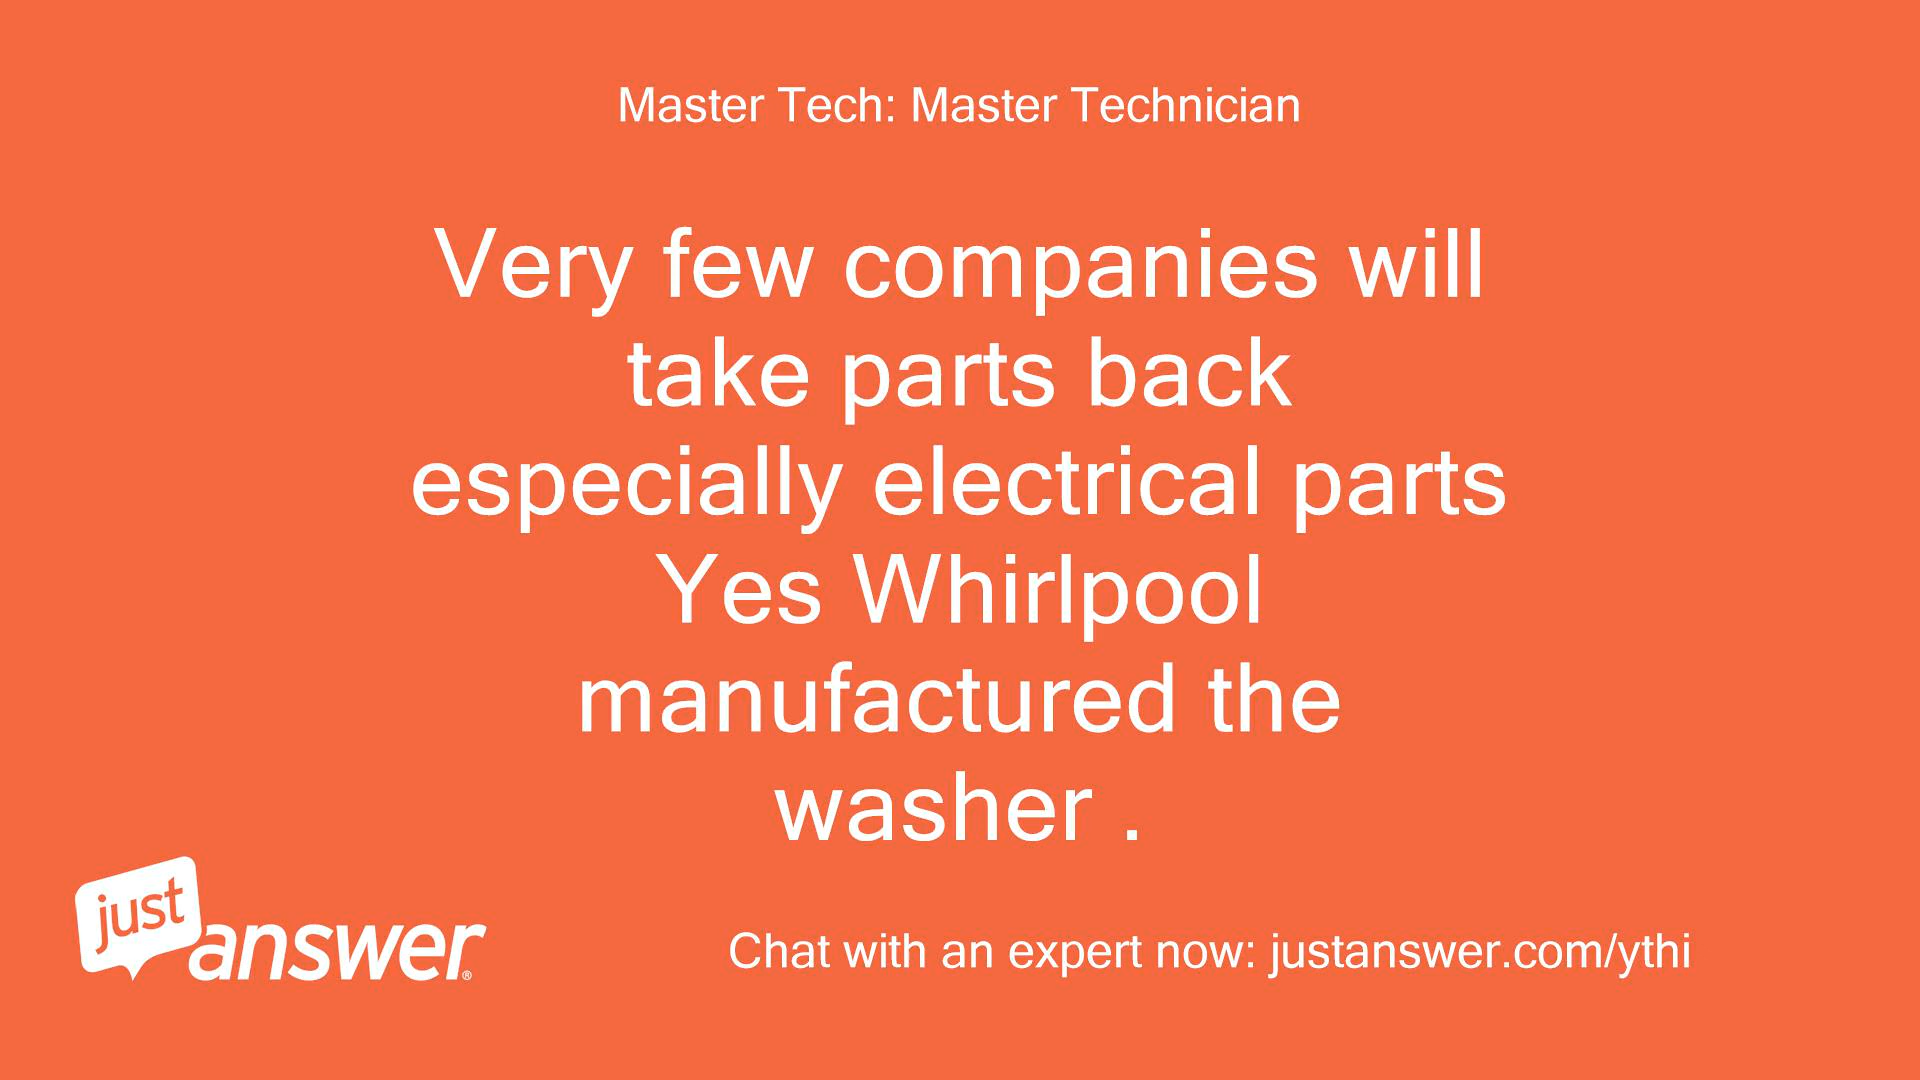 Master Tech: Master Technician
Very few companies will
take parts back
especially electrical parts
Yes Whirlpool
manufactured the
washer .
just
answer®
Chat with an expert now: justanswer.com/ythi